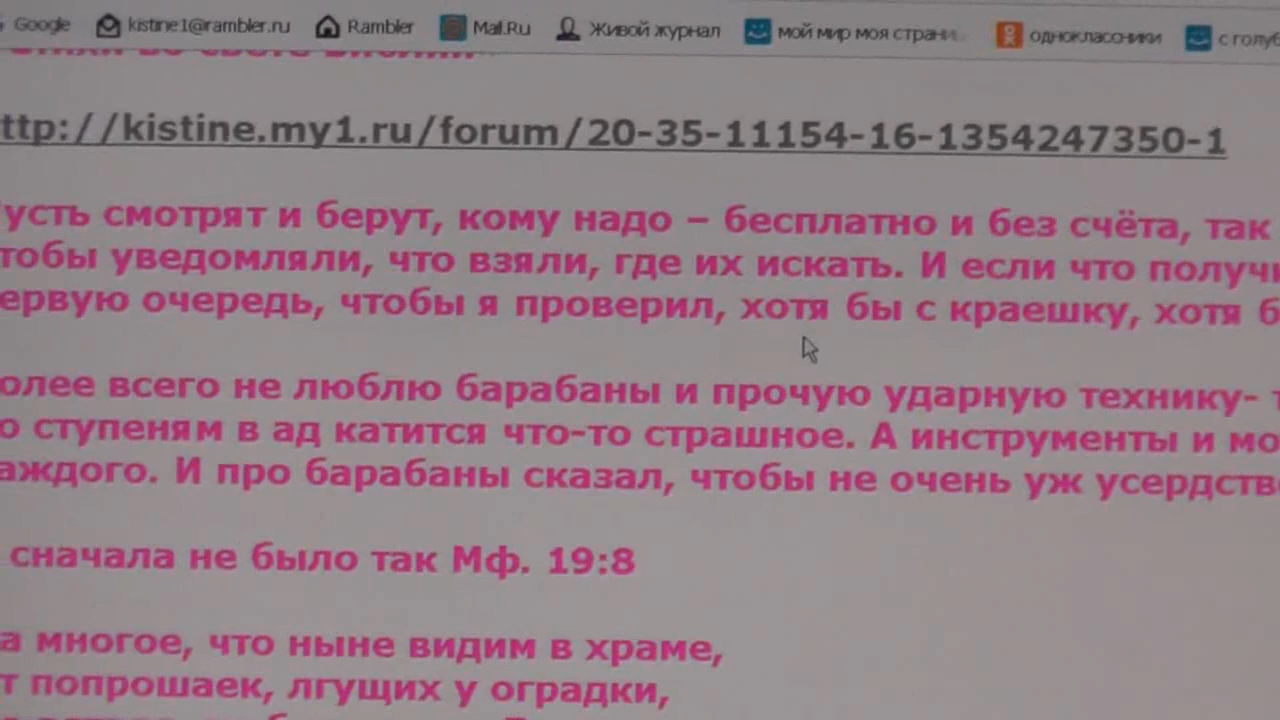 Google kistine1@rambler.ru Rambler Mail.Ru Живой журнал мой мир моя страни одноклассники с голуб
ttp://kistine.my1.ru/forum/20-35-11154-16-1354247350-1
усть смотрят и берут, кому надо – бесплатно и без счёта, так
тобы уведомляли, что взяли, где их искать. И если что получ
ервую очередь, чтобы я проверил, хотя бы с краешку, хотя б
олее всего не люблю барабаны и прочую ударную технику- т
о ступеням в ад катится что-то страшное. А инструменты и мо
аждого. И про барабаны сказал, чтобы не очень уж усердств
сначала не было так Мф. 19:8
а многое, что ныне видим в храме,
т попрошаек, лгущих у оградки,